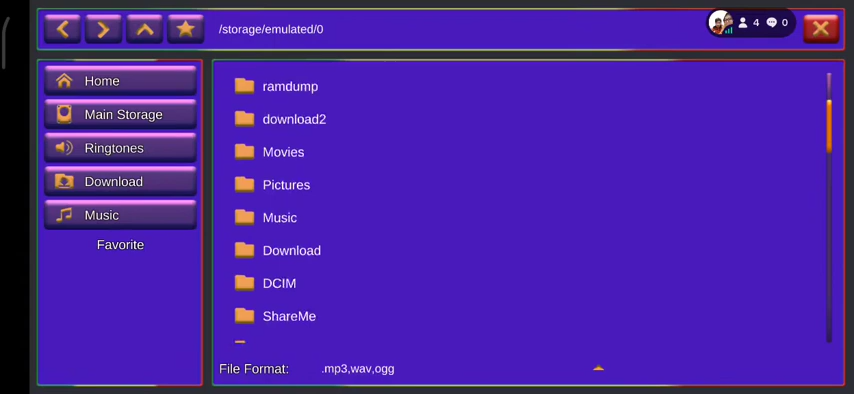 /storage/emulated/0
4
0
Home
Main Storage
Ringtones
Download
Music
Favorite
ramdump
download2
Movies
Pictures
Music
Download
DCIM
ShareMe
File Format: .mp3,wav,ogg